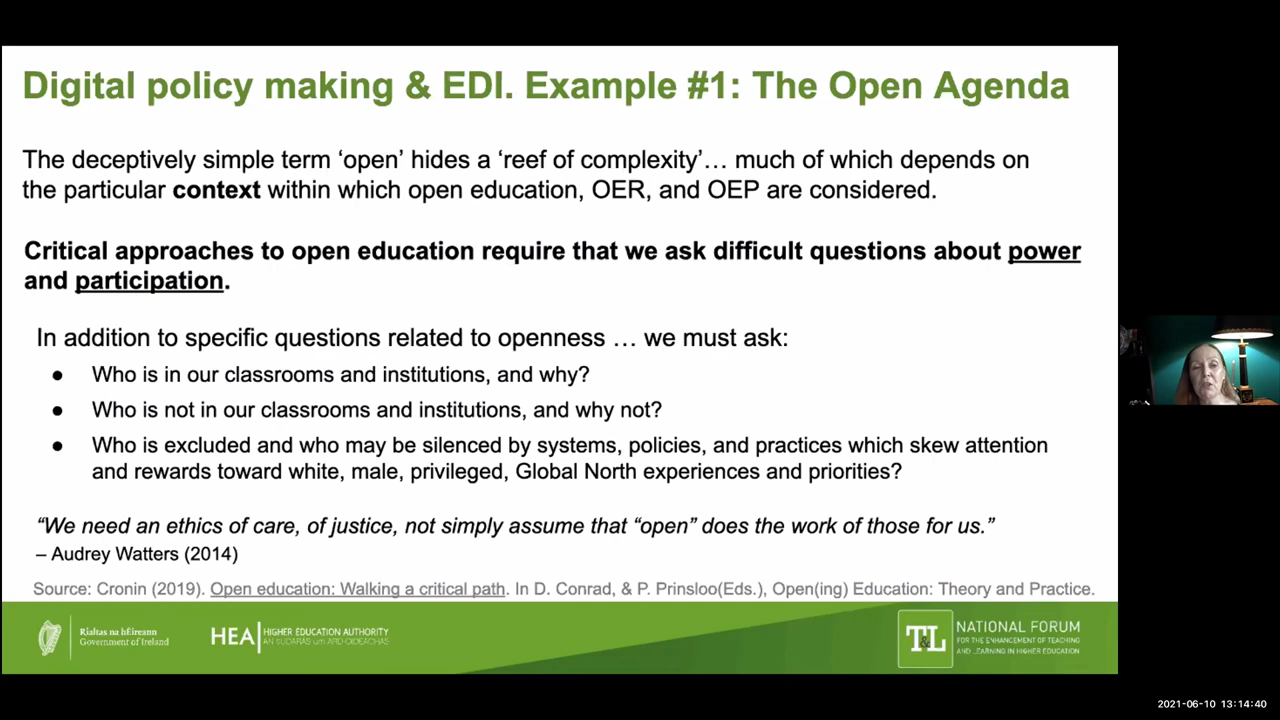 Digital policy making & EDI. Example #1: The Open Agenda
The deceptively simple term ‘open’ hides a ‘reef of complexity’… much of which depends on
the particular context within which open education, OER, and OEP are considered.
Critical approaches to open education require that we ask difficult questions about power
and participation.
In addition to specific questions related to openness … we must ask:
● Who is in our classrooms and institutions, and why?
● Who is not in our classrooms and institutions, and why not?
● Who is excluded and who may be silenced by systems, policies, and practices which skew attention
and rewards toward white, male, privileged, Global North experiences and priorities?
“We need an ethics of care, of justice, not simply assume that “open” does the work of those for us.”
– Audrey Watters (2014)
Source: Cronin (2019). Open education: Walking a critical path. In D. Conrad, & P. Prinsloo(Eds.), Open(ing) Education: Theory and Practice.
Rialtas na hÉireann
Government of Ireland
HEA
HIGHER EDUCATION AUTHORITY
AN tÚDARÁS um ARD-OIDEACHAS
T&L
NATIONAL FORUM
FOR THE ENHANCEMENT OF TEACHING
AND LEARNING IN HIGHER EDUCATION
2021-06-10 13:14:40